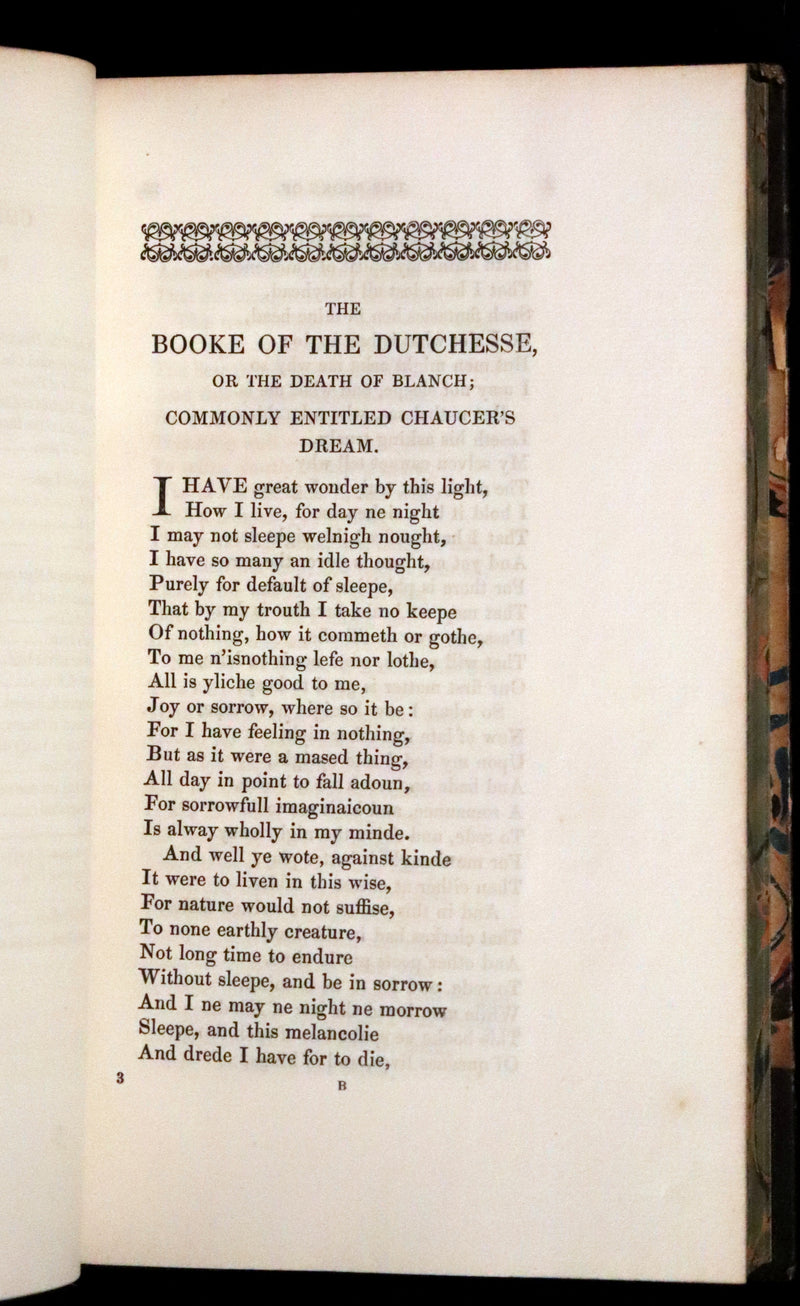 THE
BOOKE OF THE DUTCHESSE,
OR THE DEATH OF BLANCH;
COMMONLY ENTITLED CHAUCER'S
DREAM.
I HAVE great wonder by this light,
How I live, for day ne night
I may not sleepe welnigh nought,
I have so many an idle thought,
Purely for default of sleepe,
That by my trouth I take no keepe
Of nothing, how it commeth or gothe,
To me n'isnothing lefe nor lothe,
All is yliche good to me,
Joy or sorrow, where so it be:
For I have feeling in nothing,
But as it were a mased thing,
All day in point to fall adoun,
For sorrowfull imaginaicoun
Is alway wholly in my minde.
And well ye wote, against kinde
It were to liven in this wise,
For nature would not suffise,
To none earthly creature,
Not long time to endure
Without sleepe, and be in sorrow:
And I ne may ne night ne morrow
Sleepe, and this melancolie
And drede I have for to die,
3 B